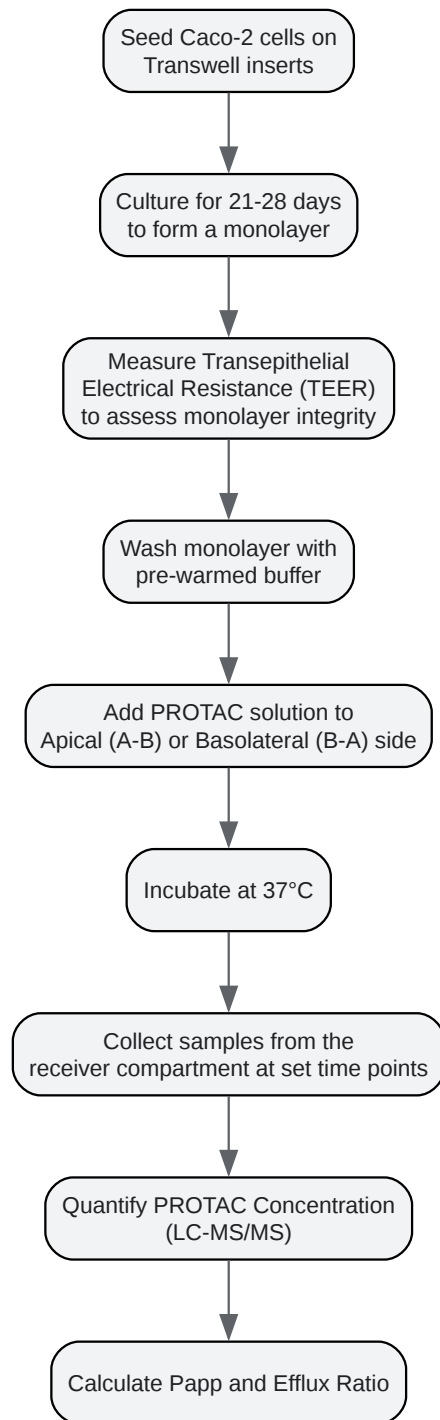 Seed Caco-2 cells on
Transwell inserts
Culture for 21-28 days
to form a monolayer
Measure Transepithelial
Electrical Resistance (TEER)
to assess monolayer integrity
Wash monolayer with
pre-warmed buffer
Add PROTAC solution to
Apical (A-B) or Basolateral (B-A) side
Incubate at 37°C
Collect samples from the
receiver compartment at set time points
Quantify PROTAC Concentration
(LC-MS/MS)
Calculate Papp and Efflux Ratio